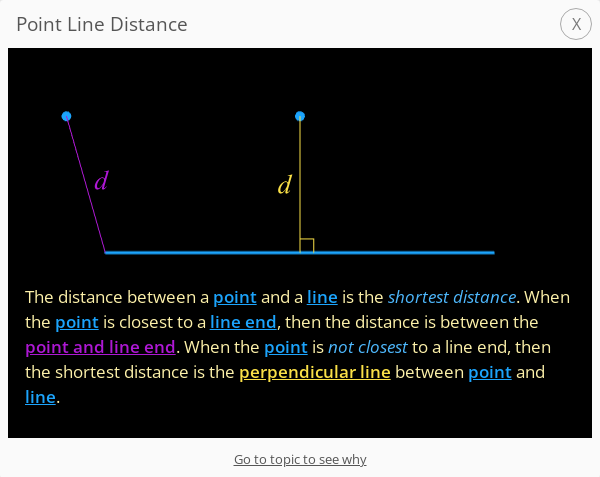 Point Line Distance
X
d
d
The distance between a point and a line is the shortest distance. When
the point is closest to a line end, then the distance is between the
point and line end. When the point is not closest to a line end, then
the shortest distance is the perpendicular line between point and
line.
Go to topic to see why